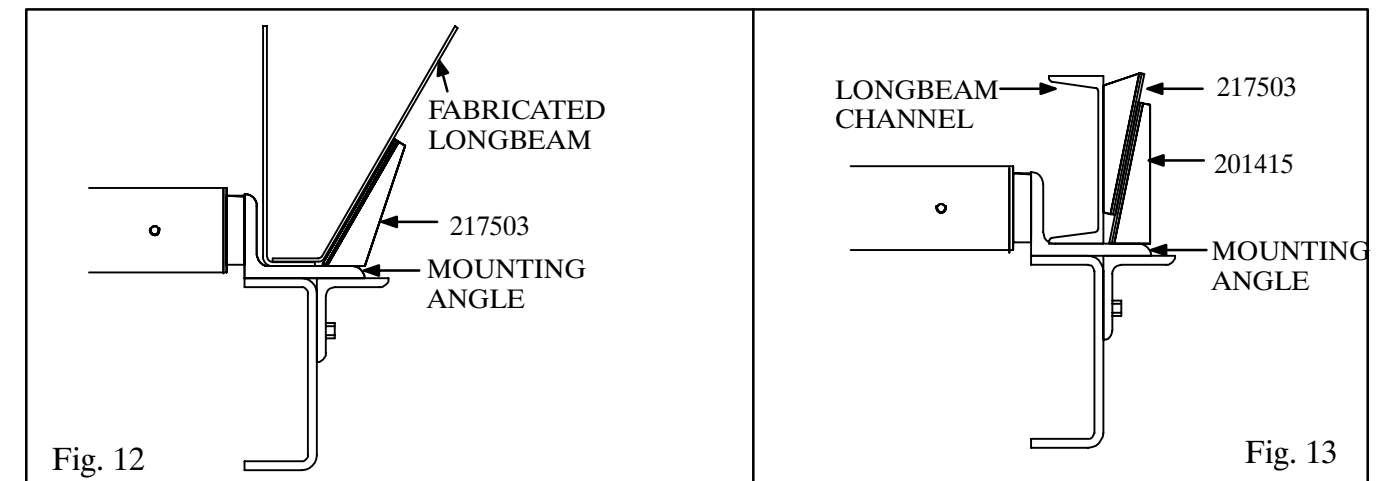 FABRICATED
LONGBEAM
217503
MOUNTING
ANGLE
Fig. 12
LONGBEAM
CHANNEL
217503
201415
MOUNTING
ANGLE
Fig. 13